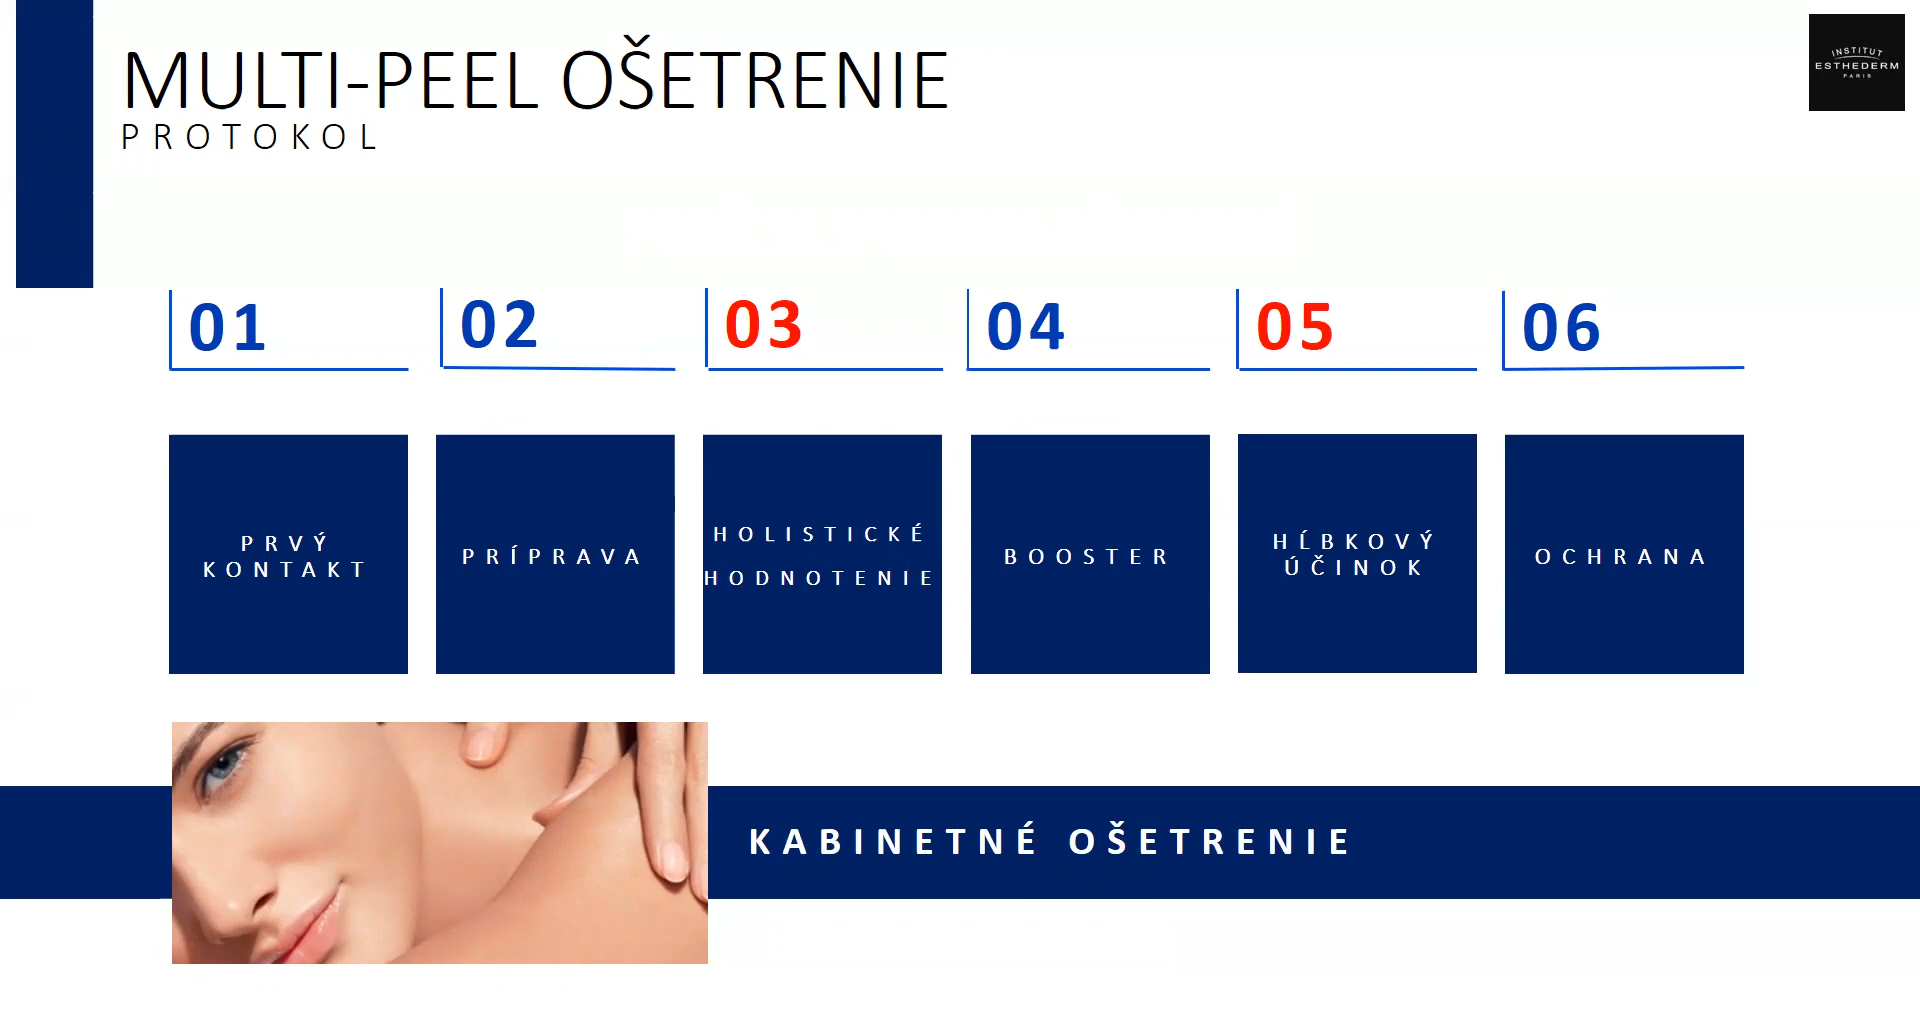 MULTI-PEEL OŠETRENIE
PROTOKOL
INSTITUT
ESTHEDERM
PARIS
01
02
03
04
05
06
PRVÝ
KONTAKT
PRÍPRAVA
HOLISTICKÉ
HODNOTENIE
BOOSTER
HĹBKOVÝ
ÚČINOK
OCHRANA
KABINETNÉ OŠETRENIE